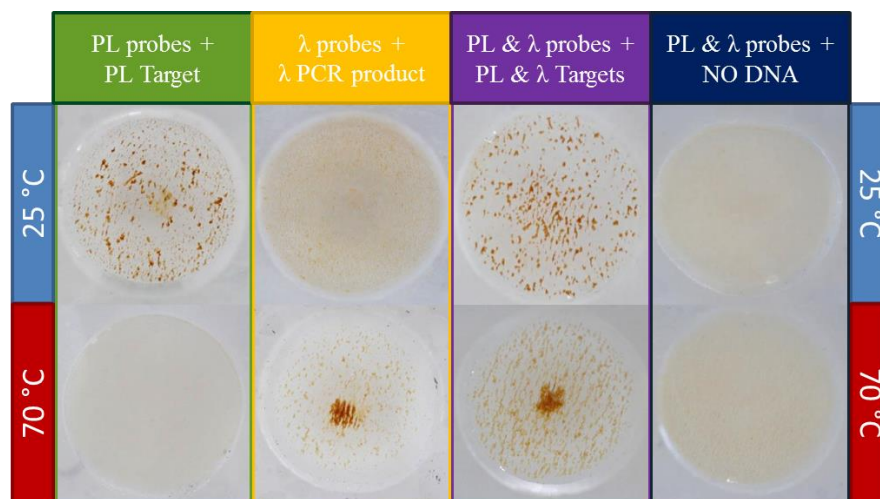 PL probes +
PL Target
λ probes +
λ PCR product
PL & λ probes +
PL & λ Targets
PL & λ probes +
NO DNA
25 °C
25 °C
70 °C
70 °C